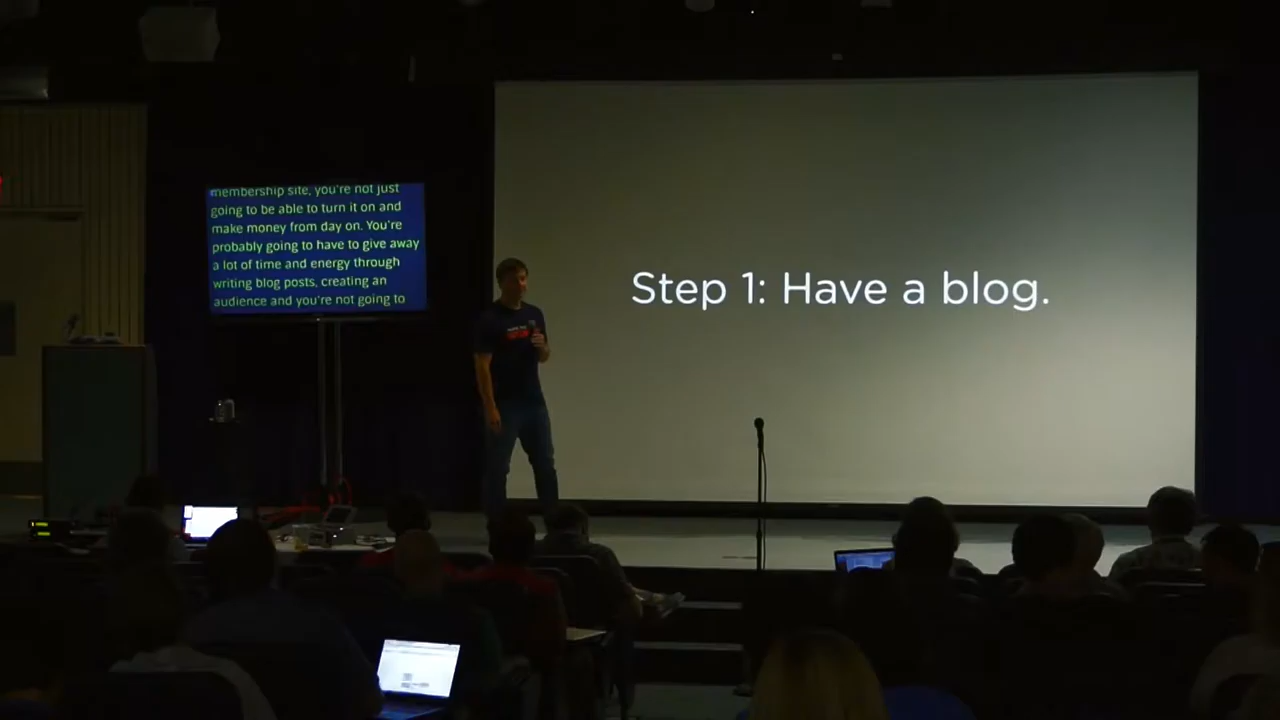 membership site, you're not just
going to be able to turn it on and
make money from day on. You're
probably going to have to give away
a lot of time and energy through
writing blog posts, creating an
audience and you're not going to
Step 1: Have a blog.